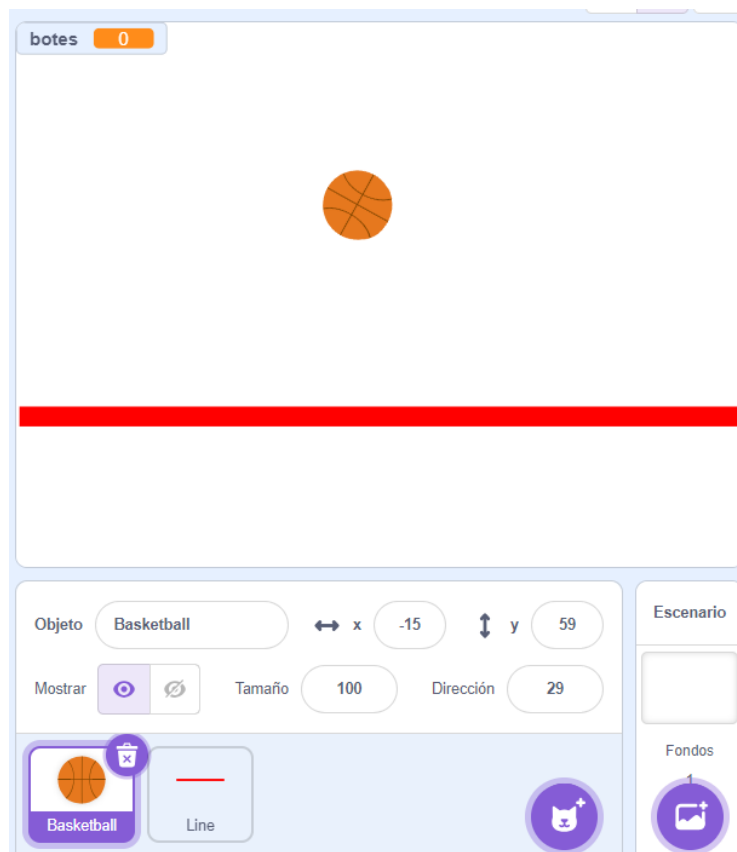 botes 0
Objeto Basketball x -15 y 59
Escenario
Mostrar Tamaño 100 Dirección 29
Fondos
1
Basketball Line